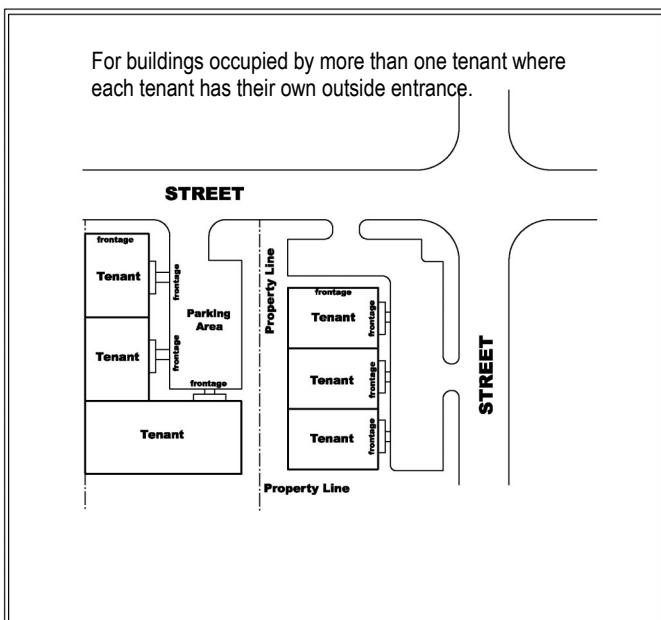 For buildings occupied by more than one tenant where
each tenant has their own outside entrance.
STREET
frontage
Tenant
frontage
Parking
Area
Tenant
frontage
frontage
Tenant
Property Line
frontage
Tenant
frontage
Tenant
frontage
Tenant
frontage
Property Line
STREET